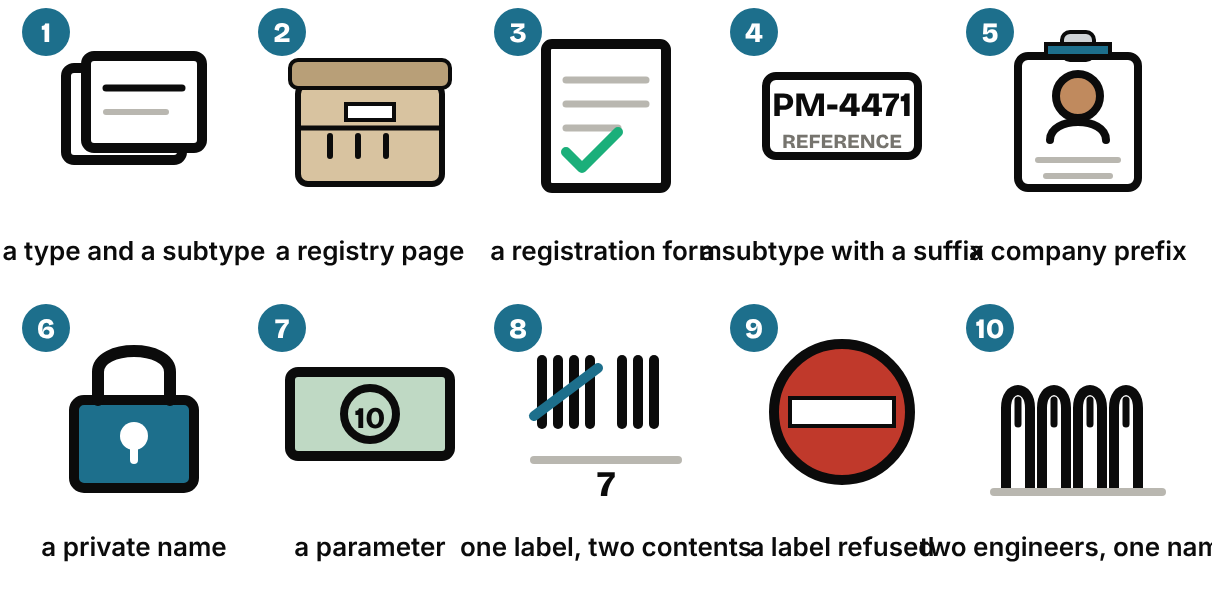 1
2
3
4
5
PM-4471
REFERENCE
a type and a subtype
a registry page
a registration form
a subtype with a suffix
a company prefix
6
7
8
9
10
10
7
a private name
a parameter
one label, two contents
a label refused
two engineers, one nam